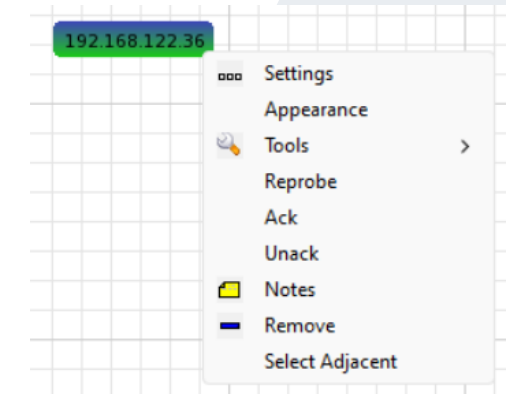 192.168.122.36
Settings
Appearance
Tools
Reprobe
Ack
Unack
Notes
Remove
Select Adjacent